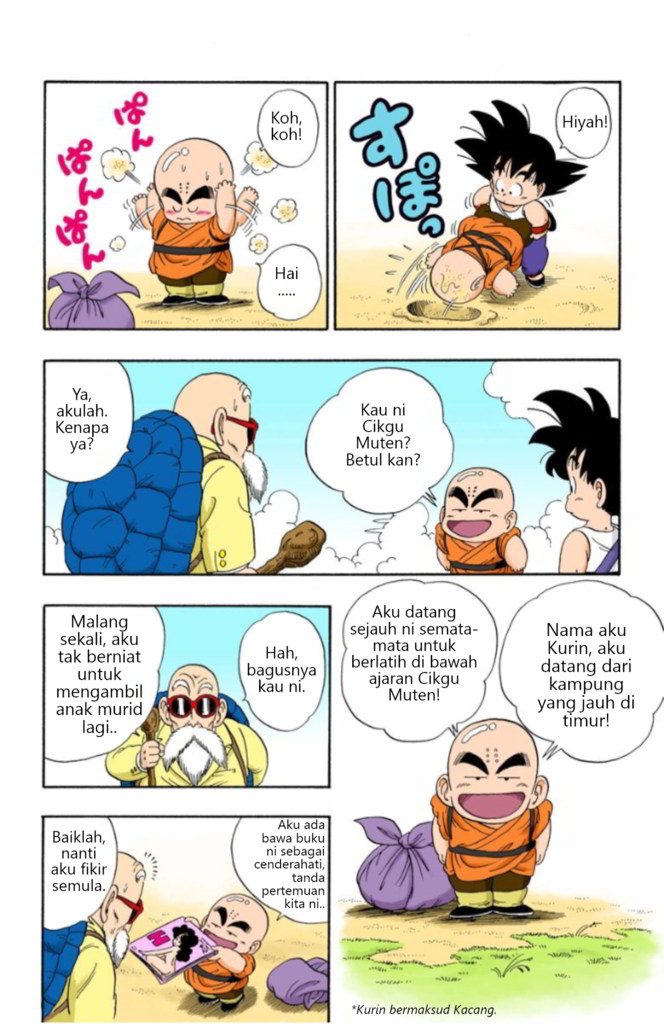 Hiyah!
すぽっ
Koh,
koh!
ぱん
ぱん
ぱん
ぱん
Hai
.....
Kau ni
Cikgu
Muten?
Betul kan?
Ya,
akulah.
Kenapa
ya?
Nama aku
Kurin, aku
datang dari
kampung
yang jauh di
timur!
Aku datang
sejauh ni semata-
mata untuk
berlatih di bawah
ajaran Cikgu
Muten!
Hah,
bagusnya
kau ni.
Malang
sekali, aku
tak berniat
untuk
mengambil
anak murid
lagi..
Aku ada
bawa buku
ni sebagai
cenderahati,
tanda
pertemuan
kita ni..
Baiklah,
nanti
aku fikir
semula.
*Kurin bermaksud Kacang.